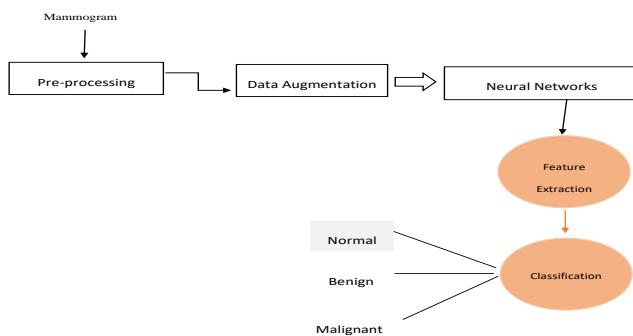 Mammogram
Pre-processing
Data Augmentation
Neural Networks
Feature
Extraction
Normal
Benign
Malignant
Classification